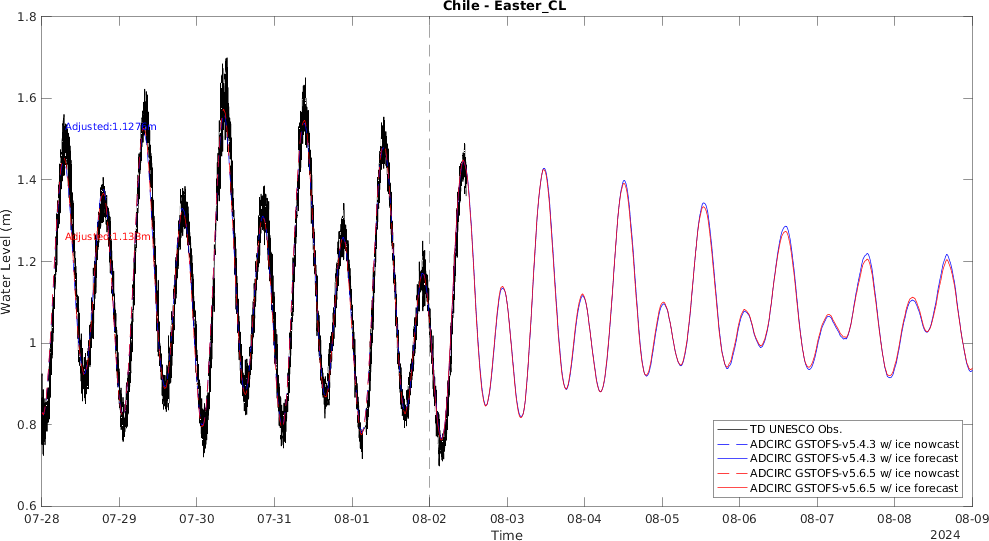 Chile - Easter_CL
1.8
1.6
1.4
1.2
1
0.8
0.6
Water Level (m)
Adjusted:1.127 m
Adjusted:1.133m
TD UNESCO Obs.
ADCIRC GSTOFS-v5.4.3 w/ ice nowcast
ADCIRC GSTOFS-v5.4.3 w/ ice forecast
ADCIRC GSTOFS-v5.6.5 w/ ice nowcast
ADCIRC GSTOFS-v5.6.5 w/ ice forecast
07-28 07-29 07-30 07-31 08-01 08-02 08-03 08-04 08-05 08-06 08-07 08-08 08-09
Time
2024